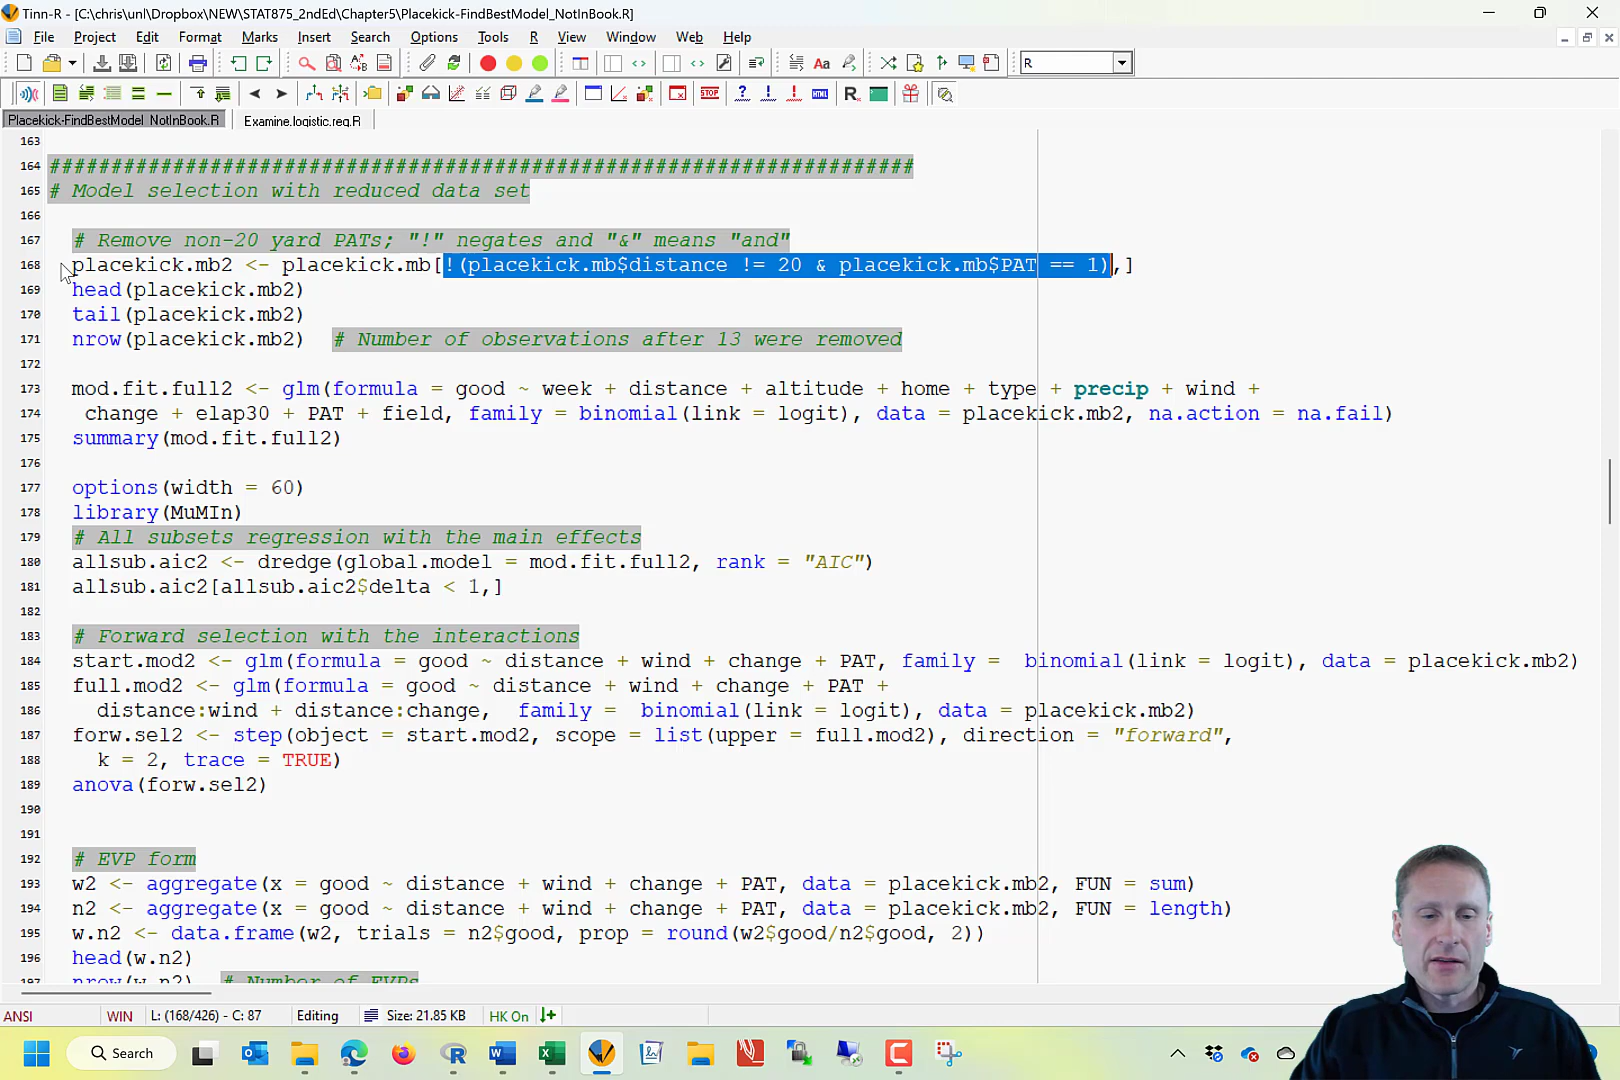 Tinn-R - [C:\chris\unl\Dropbox\NEW\STAT875_2ndEd\Chapter5\Placekick-FindBestModel_NotInBook.R]
File Project Edit Format Marks Insert Search Options Tools R View Window Web Help
R
Placekick-FindBestModel_NotInBook.R Examine.logistic.reg.R
163
164 ######################################################################
165 # Model selection with reduced data set
166
167 # Remove non-20 yard PATs; "!" negates and "&" means "and"
168 placekick.mb2 <- placekick.mb[!(placekick.mb$distance != 20 & placekick.mb$PAT == 1),]
169 head(placekick.mb2)
170 tail(placekick.mb2)
171 nrow(placekick.mb2) # Number of observations after 13 were removed
172
173 mod.fit.full2 <- glm(formula = good ~ week + distance + altitude + home + type + precip + wind +
174 change + elap30 + PAT + field, family = binomial(link = logit), data = placekick.mb2, na.action = na.fail)
175 summary(mod.fit.full2)
176
177 options(width = 60)
178 library(MuMIn)
179 # All subsets regression with the main effects
180 allsub.aic2 <- dredge(global.model = mod.fit.full2, rank = "AIC")
181 allsub.aic2[allsub.aic2$delta < 1,]
182
183 # Forward selection with the interactions
184 start.mod2 <- glm(formula = good ~ distance + wind + change + PAT, family = binomial(link = logit), data = placekick.mb2)
185 full.mod2 <- glm(formula = good ~ distance + wind + change + PAT +
186 distance:wind + distance:change, family = binomial(link = logit), data = placekick.mb2)
187 forw.sel2 <- step(object = start.mod2, scope = list(upper = full.mod2), direction = "forward",
188 k = 2, trace = TRUE)
189 anova(forw.sel2)
190
191
192 # EVP form
193 w2 <- aggregate(x = good ~ distance + wind + change + PAT, data = placekick.mb2, FUN = sum)
194 n2 <- aggregate(x = good ~ distance + wind + change + PAT, data = placekick.mb2, FUN = length)
195 w.n2 <- data.frame(w2, trials = n2$good, prop = round(w2$good/n2$good, 2))
196 head(w.n2)
197 nrow(w.n2) # Number of EVPs
ANSI WIN L: (168/426) - C: 87 Editing Size: 21.85 KB HK On
Search